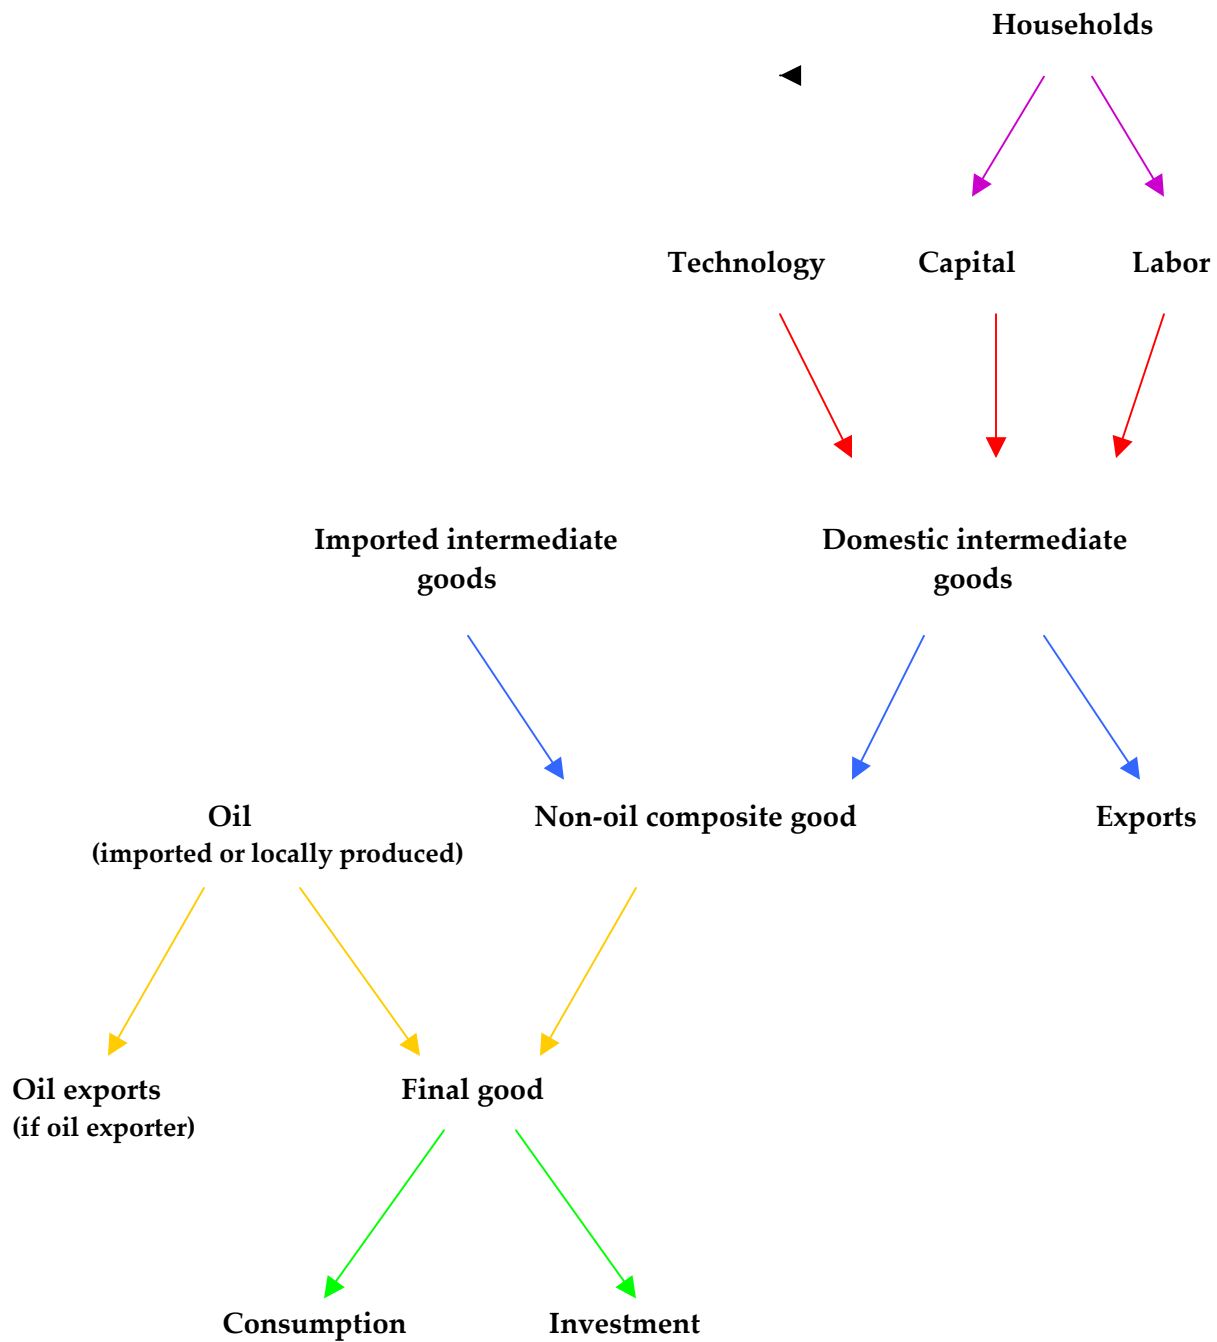 Households
Technology
Capital
Labor
Imported intermediate
goods
Domestic intermediate
goods
Oil
(imported or locally produced)
Non-oil composite good
Exports
Oil exports
(if oil exporter)
Final good
Consumption
Investment